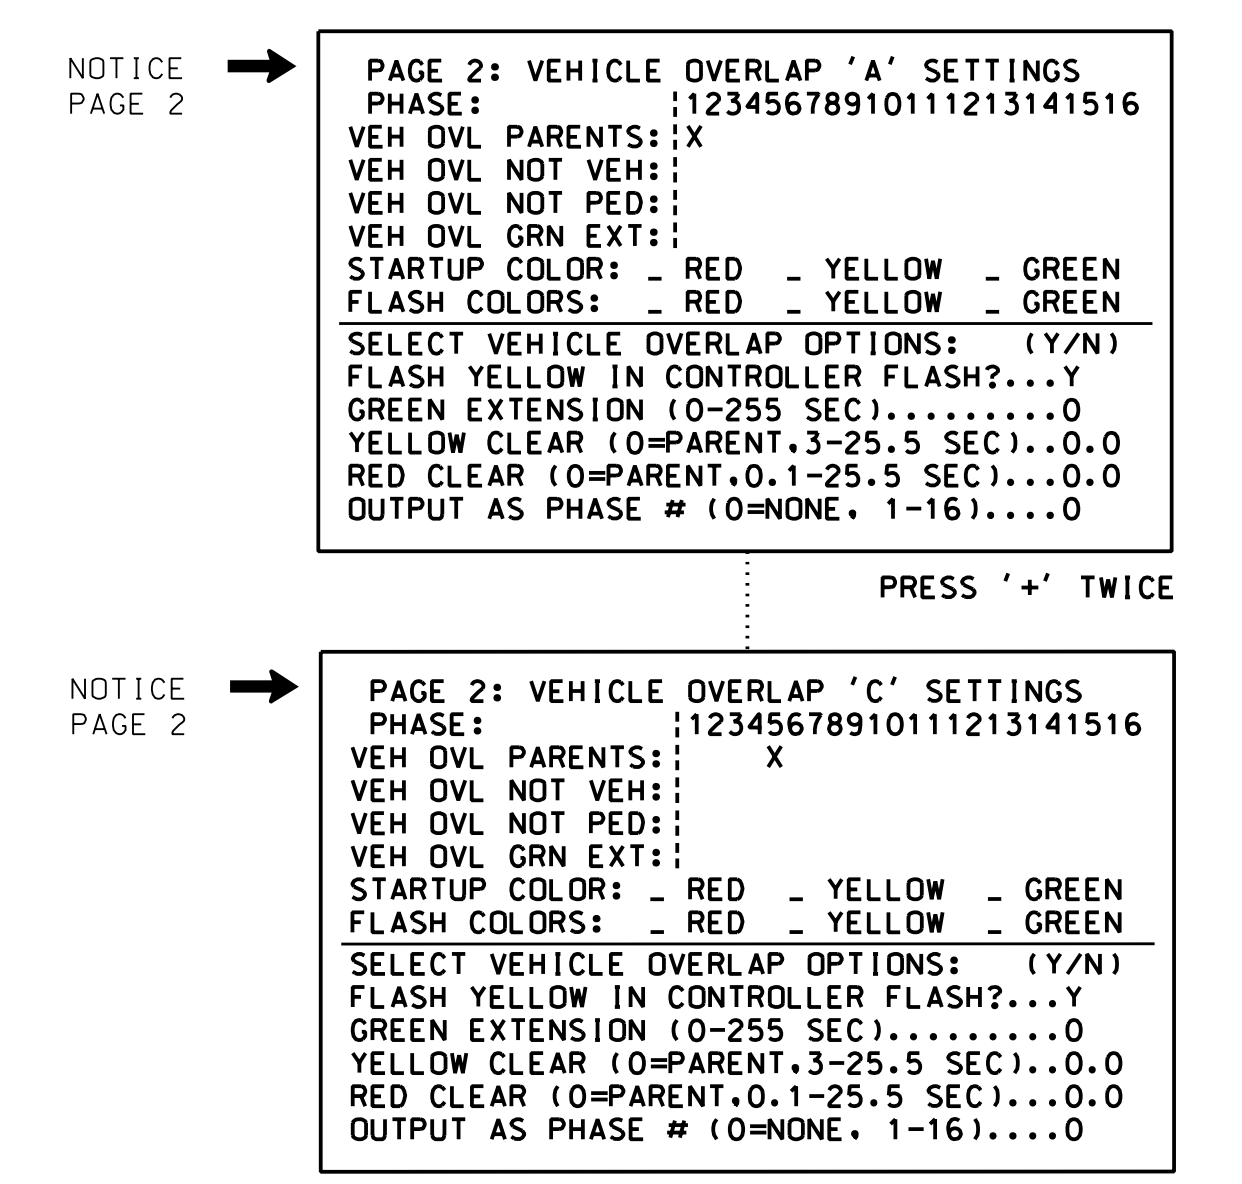 NOTICE
PAGE 2
PAGE 2: VEHICLE OVERLAP 'A' SETTINGS
PHASE: ¦12345678910111213141516
VEH OVL PARENTS:¦X
VEH OVL NOT VEH:¦
VEH OVL NOT PED:¦
VEH OVL GRN EXT:¦
STARTUP COLOR: _ RED _ YELLOW _ GREEN
FLASH COLORS: _ RED _ YELLOW _ GREEN
SELECT VEHICLE OVERLAP OPTIONS: (Y/N)
FLASH YELLOW IN CONTROLLER FLASH?...Y
GREEN EXTENSION (0-255 SEC).........0
YELLOW CLEAR (0=PARENT,3-25.5 SEC)..0.0
RED CLEAR (0=PARENT,0.1-25.5 SEC)...0.0
OUTPUT AS PHASE # (0=NONE, 1-16)....0
PRESS '+' TWICE
NOTICE
PAGE 2
PAGE 2: VEHICLE OVERLAP 'C' SETTINGS
PHASE: ¦12345678910111213141516
VEH OVL PARENTS:¦    X
VEH OVL NOT VEH:¦
VEH OVL NOT PED:¦
VEH OVL GRN EXT:¦
STARTUP COLOR: _ RED _ YELLOW _ GREEN
FLASH COLORS: _ RED _ YELLOW _ GREEN
SELECT VEHICLE OVERLAP OPTIONS: (Y/N)
FLASH YELLOW IN CONTROLLER FLASH?...Y
GREEN EXTENSION (0-255 SEC).........0
YELLOW CLEAR (0=PARENT,3-25.5 SEC)..0.0
RED CLEAR (0=PARENT,0.1-25.5 SEC)...0.0
OUTPUT AS PHASE # (0=NONE, 1-16)....0